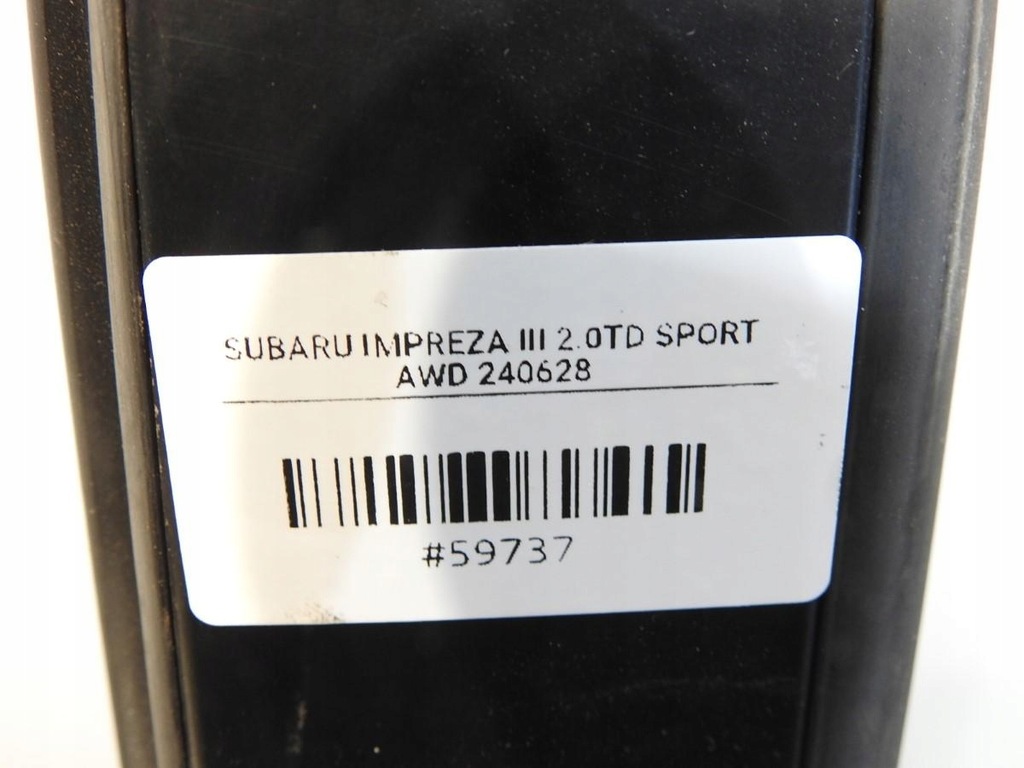 SUBARU IMPREZA III 2.0TD SPORT
AWD 240628
#59737